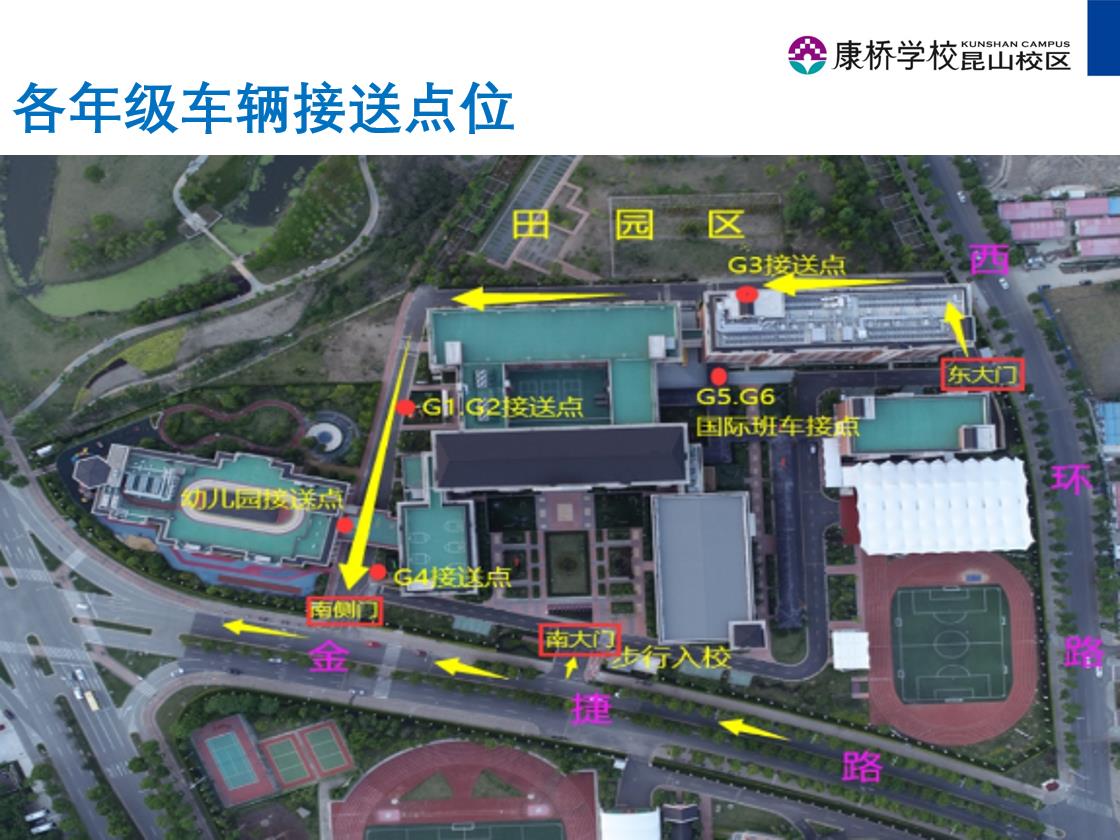 康桥学校
KUNSHAN CAMPUS
昆山校区
各年级车辆接送点位
田园区
西环路
G3接送点
东大门
G5.G6
国际班车接点
G1.G2接送点
幼儿园接送点
G4接送点
南侧门
南大门
步行入校
金捷路